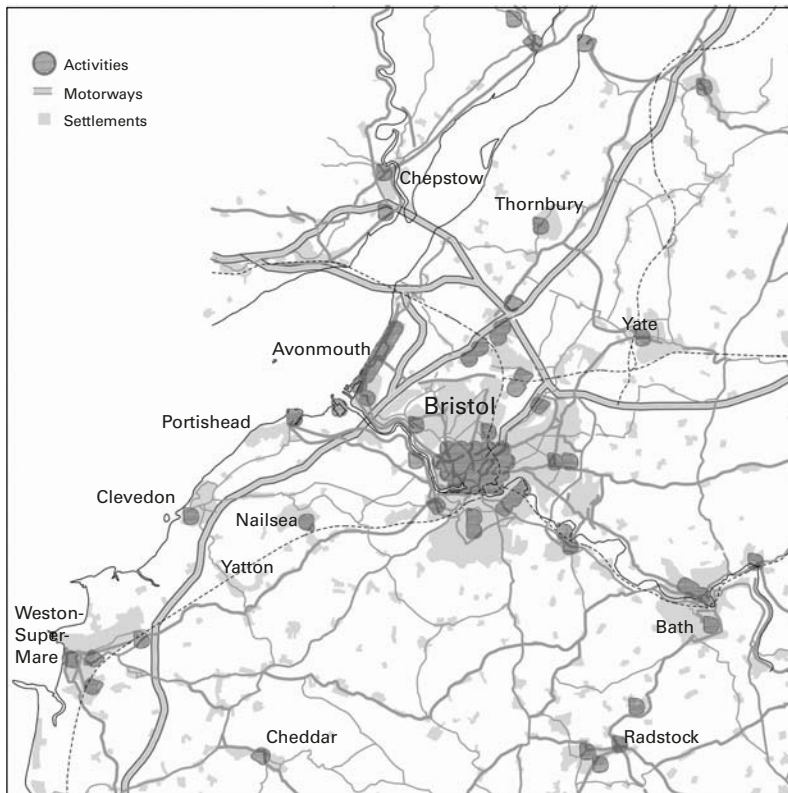 Activities
Motorways
Settlements
Chepstow
Thornbury
Yate
Avonmouth
Bristol
Portishead
Clevedon
Nailsea
Yatton
Weston-
Super-
Mare
Bath
Cheddar
Radstock